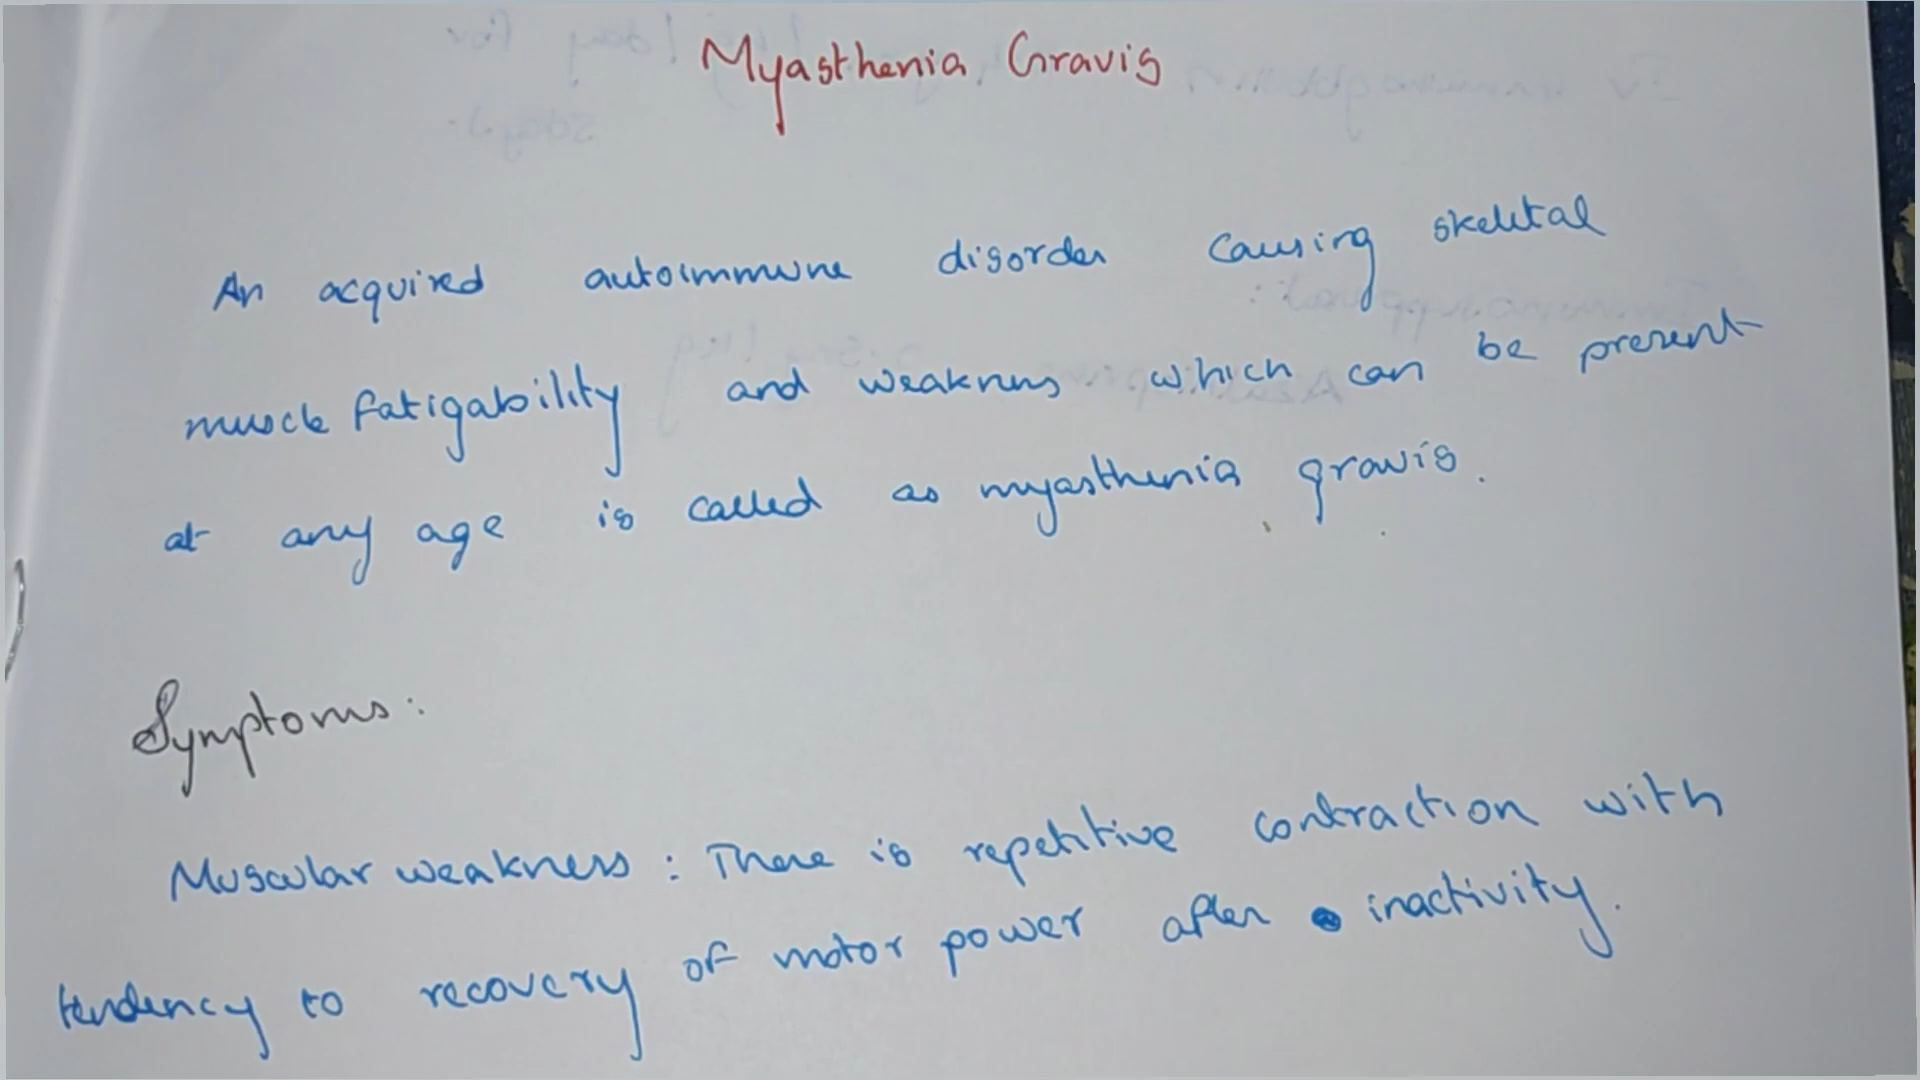 Myasthenia Gravis
An acquired autoimmune disorder causing skeletal
muscle fatigability and weakness which can be present
at any age is called as myasthenia gravis.
Symptoms:
Muscular weakness: There is repetitive contraction with
tendency to recovery of motor power after inactivity.